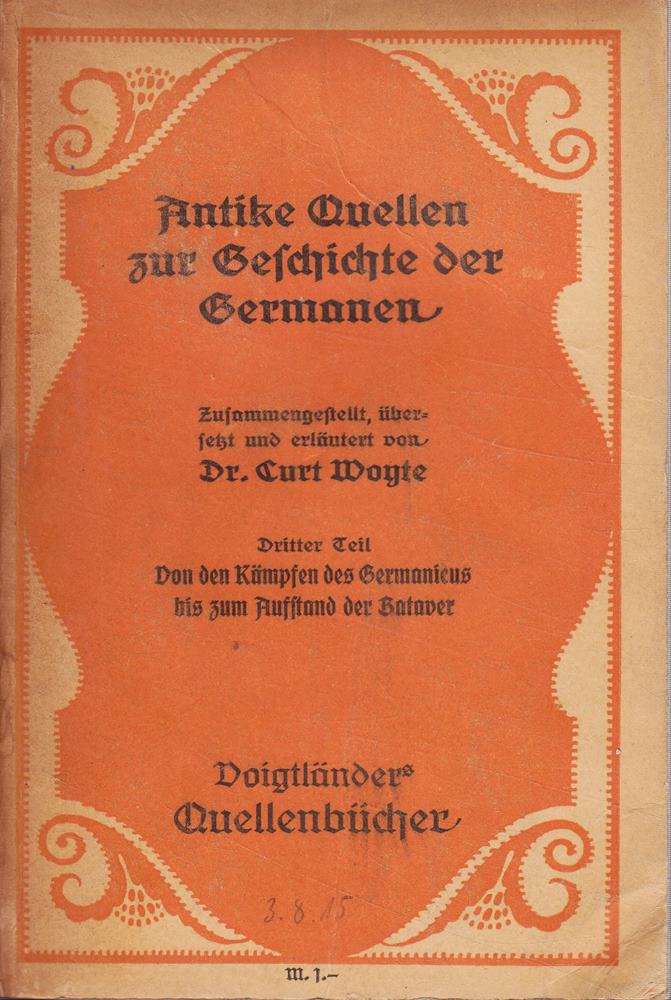 Antike Quellen
zur Geſchichte der
Germanen
Zuſammengeſtellt, über-
ſetzt und erläutert von
Dr. Curt Woyte
Dritter Teil
Von den Kämpfen des Germanicus
bis zum Aufſtand der Bataver
Voigtländers
Quellenbücher
3. 8. 15
M. 1.–